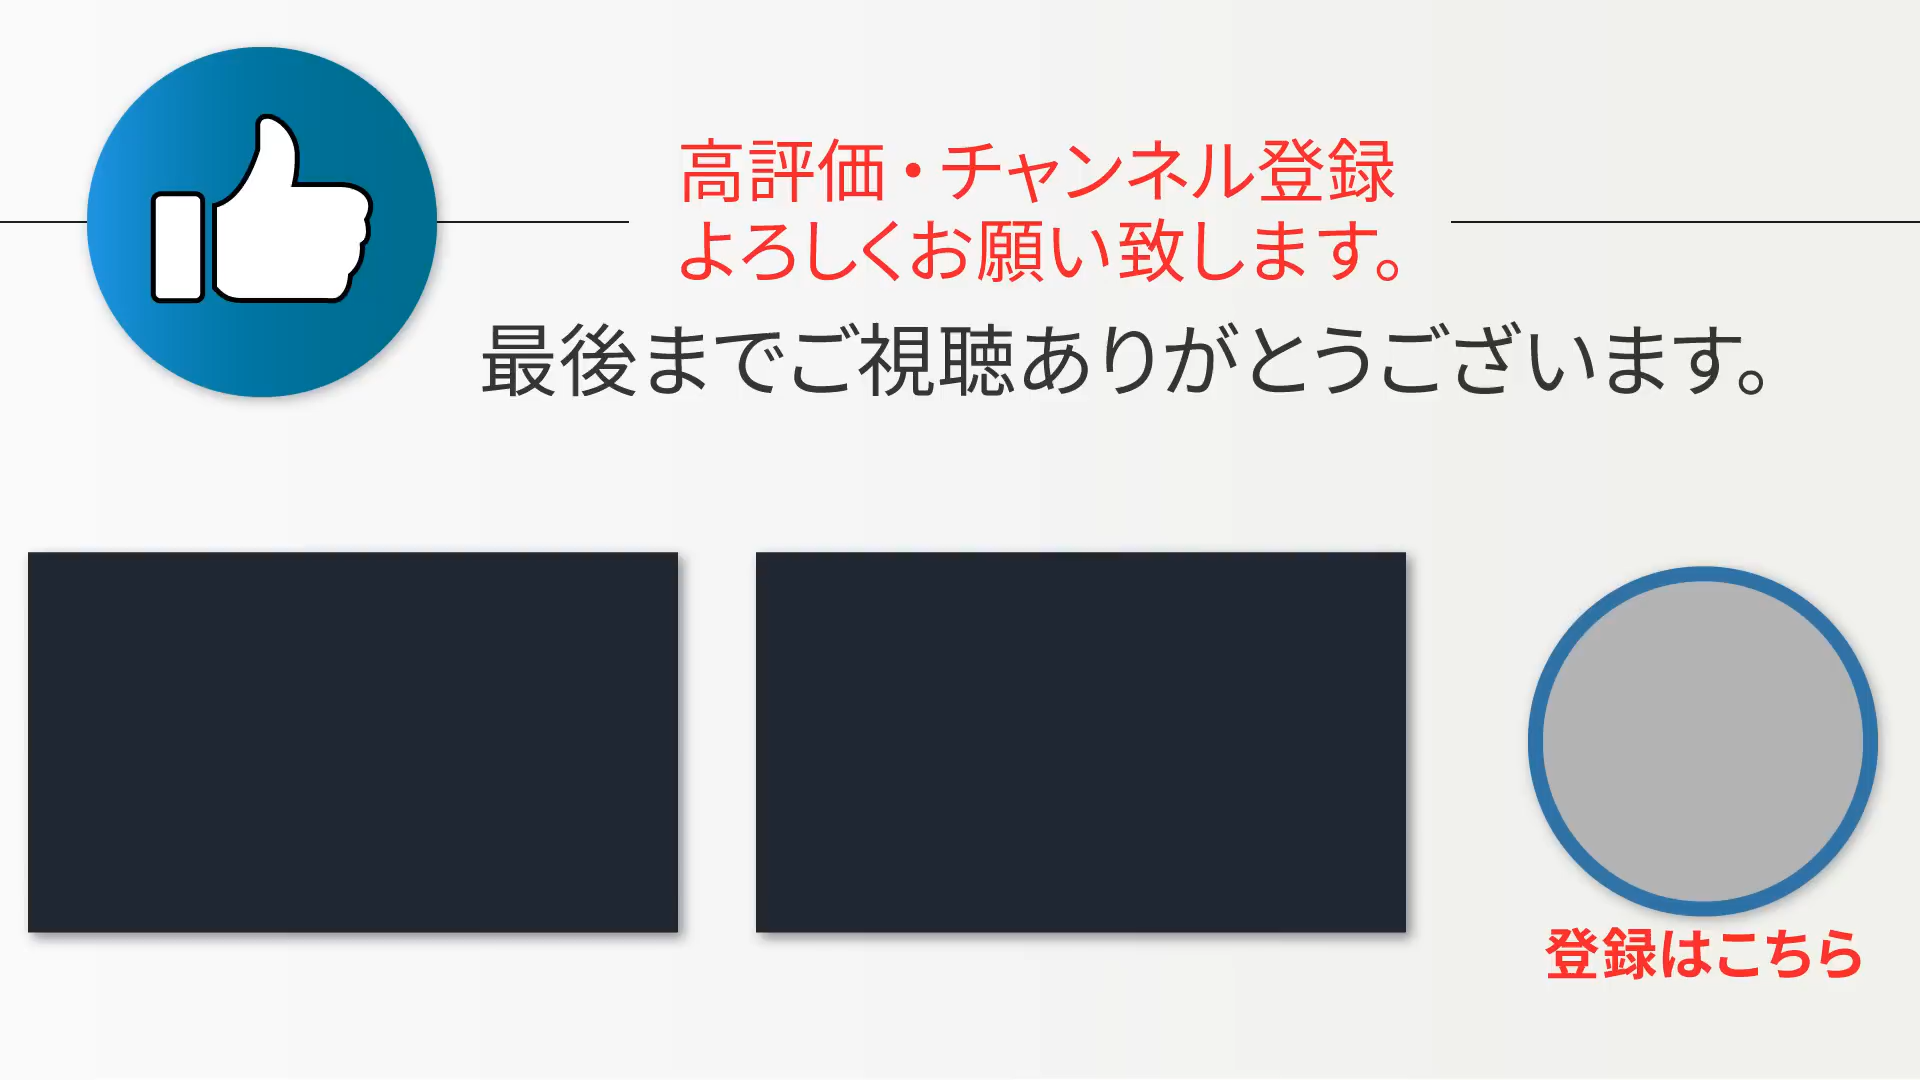 高評価・チャンネル登録
よろしくお願い致します。
最後までご視聴ありがとうございます。
登録はこちら